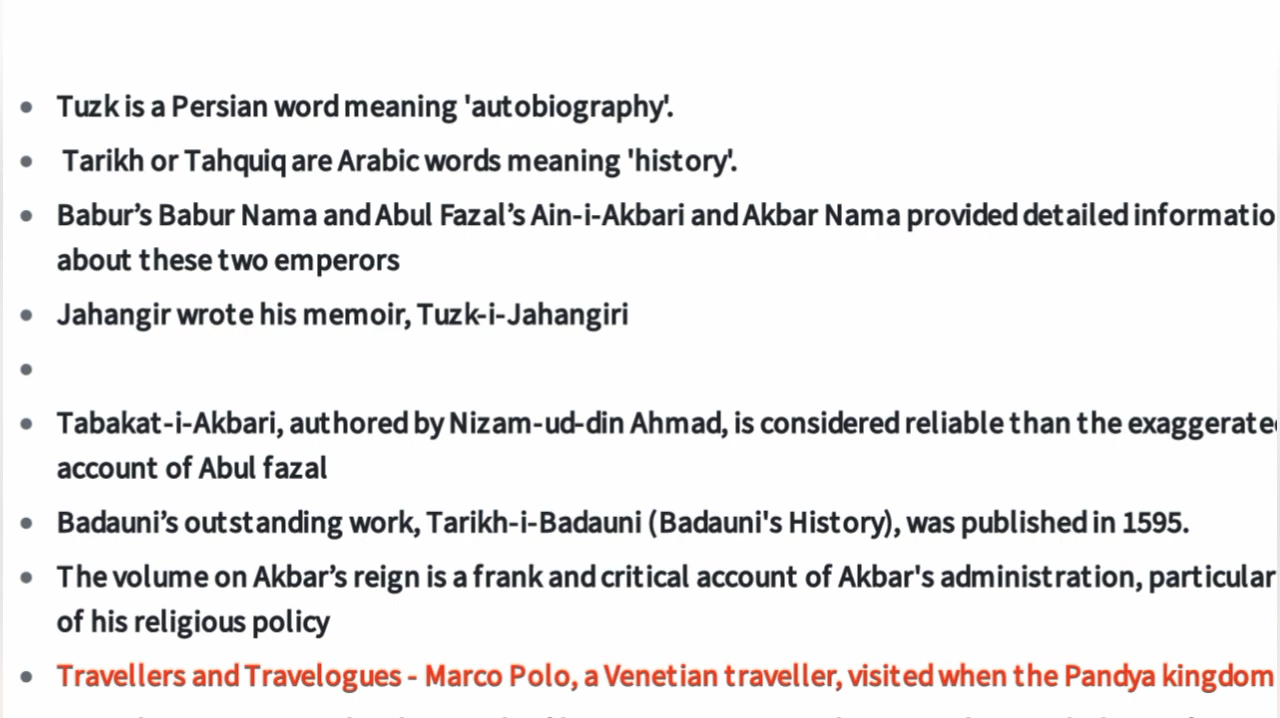 • Tuzk is a Persian word meaning 'autobiography'.
• Tarikh or Tahquiq are Arabic words meaning 'history'.
• Babur’s Babur Nama and Abul Fazal’s Ain-i-Akbari and Akbar Nama provided detailed informatio
about these two emperors
• Jahangir wrote his memoir, Tuzk-i-Jahangiri
•
• Tabakat-i-Akbari, authored by Nizam-ud-din Ahmad, is considered reliable than the exaggerate
account of Abul fazal
• Badauni’s outstanding work, Tarikh-i-Badauni (Badauni's History), was published in 1595.
• The volume on Akbar’s reign is a frank and critical account of Akbar's administration, particular
of his religious policy
• Travellers and Travelogues - Marco Polo, a Venetian traveller, visited when the Pandya kingdom